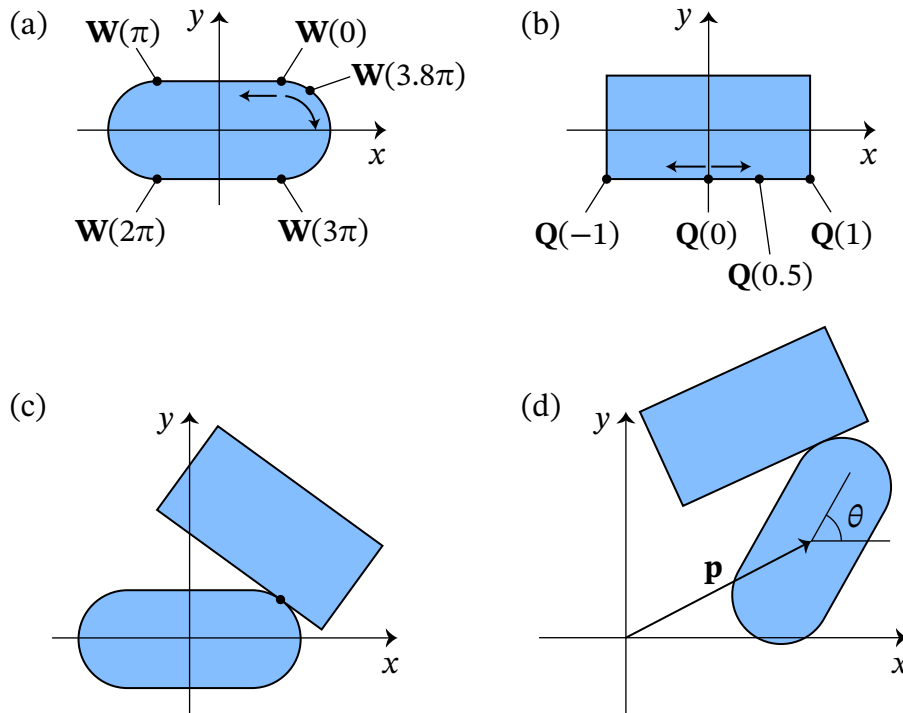 (a)
W(π)
y
W(0)
W(3.8π)
x
W(2π)
W(3π)
(b)
y
x
Q(−1)
Q(0)
Q(1)
Q(0.5)
(c)
y
x
(d)
y
θ
p
x